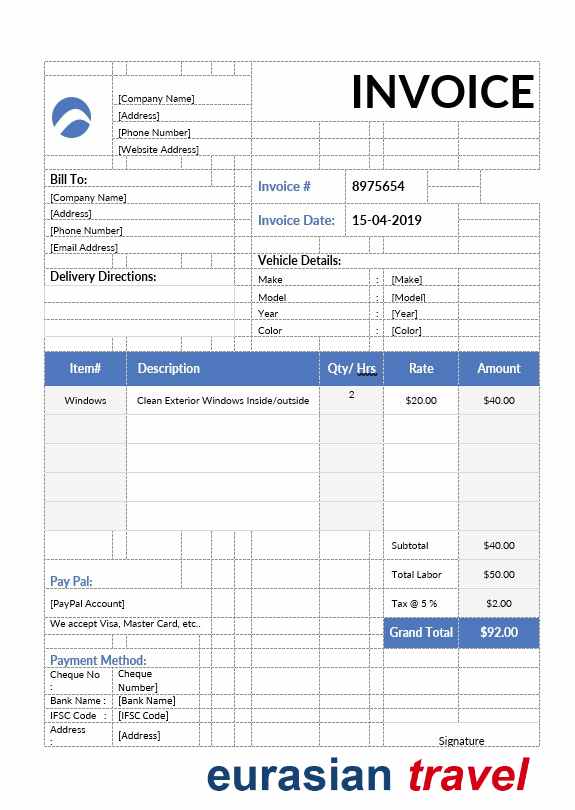 INVOICE
[Company Name]
[Address]
[Phone Number]
[Website Address]
Bill To:
[Company Name]
[Address]
[Phone Number]
[Email Address]
Invoice # 8975654
Invoice Date: 15-04-2019
Delivery Directions:
Vehicle Details:
Make : [Make]
Model : [Model]
Year : [Year]
Color : [Color]
Item# Description Qty/ Hrs Rate Amount
Windows Clean Exterior Windows Inside/outside 2 $20.00 $40.00
Subtotal $40.00
Pay Pal:
Total Labor $50.00
[PayPal Account]
Tax @ 5 % $2.00
We accept Visa, Master Card, etc..
Grand Total $92.00
Payment Method:
Cheque No : Cheque Number]
Bank Name : [Bank Name]
IFSC Code : [IFSC Code]
Address : [Address]
Signature
eurasian travel